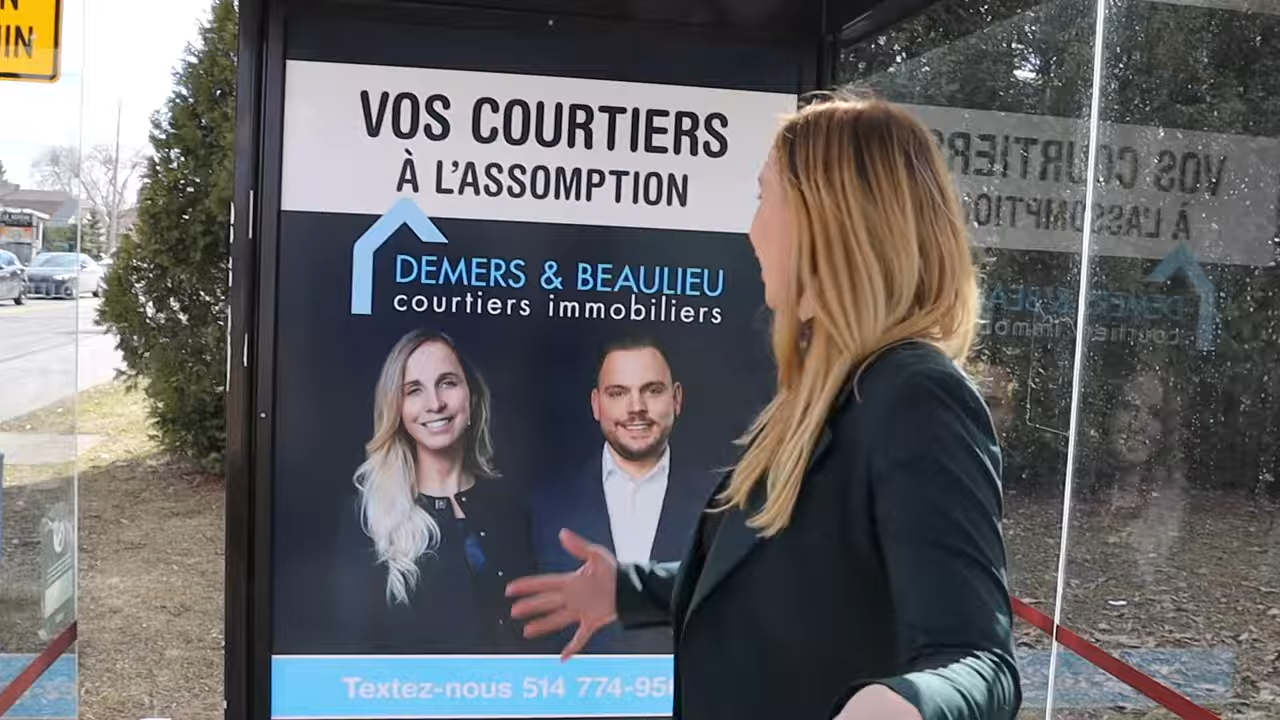 VOS COURTIERS
À L'ASSOMPTION
DEMERS & BEAULIEU
courtiers immobiliers
Textez-nous 514 774-95